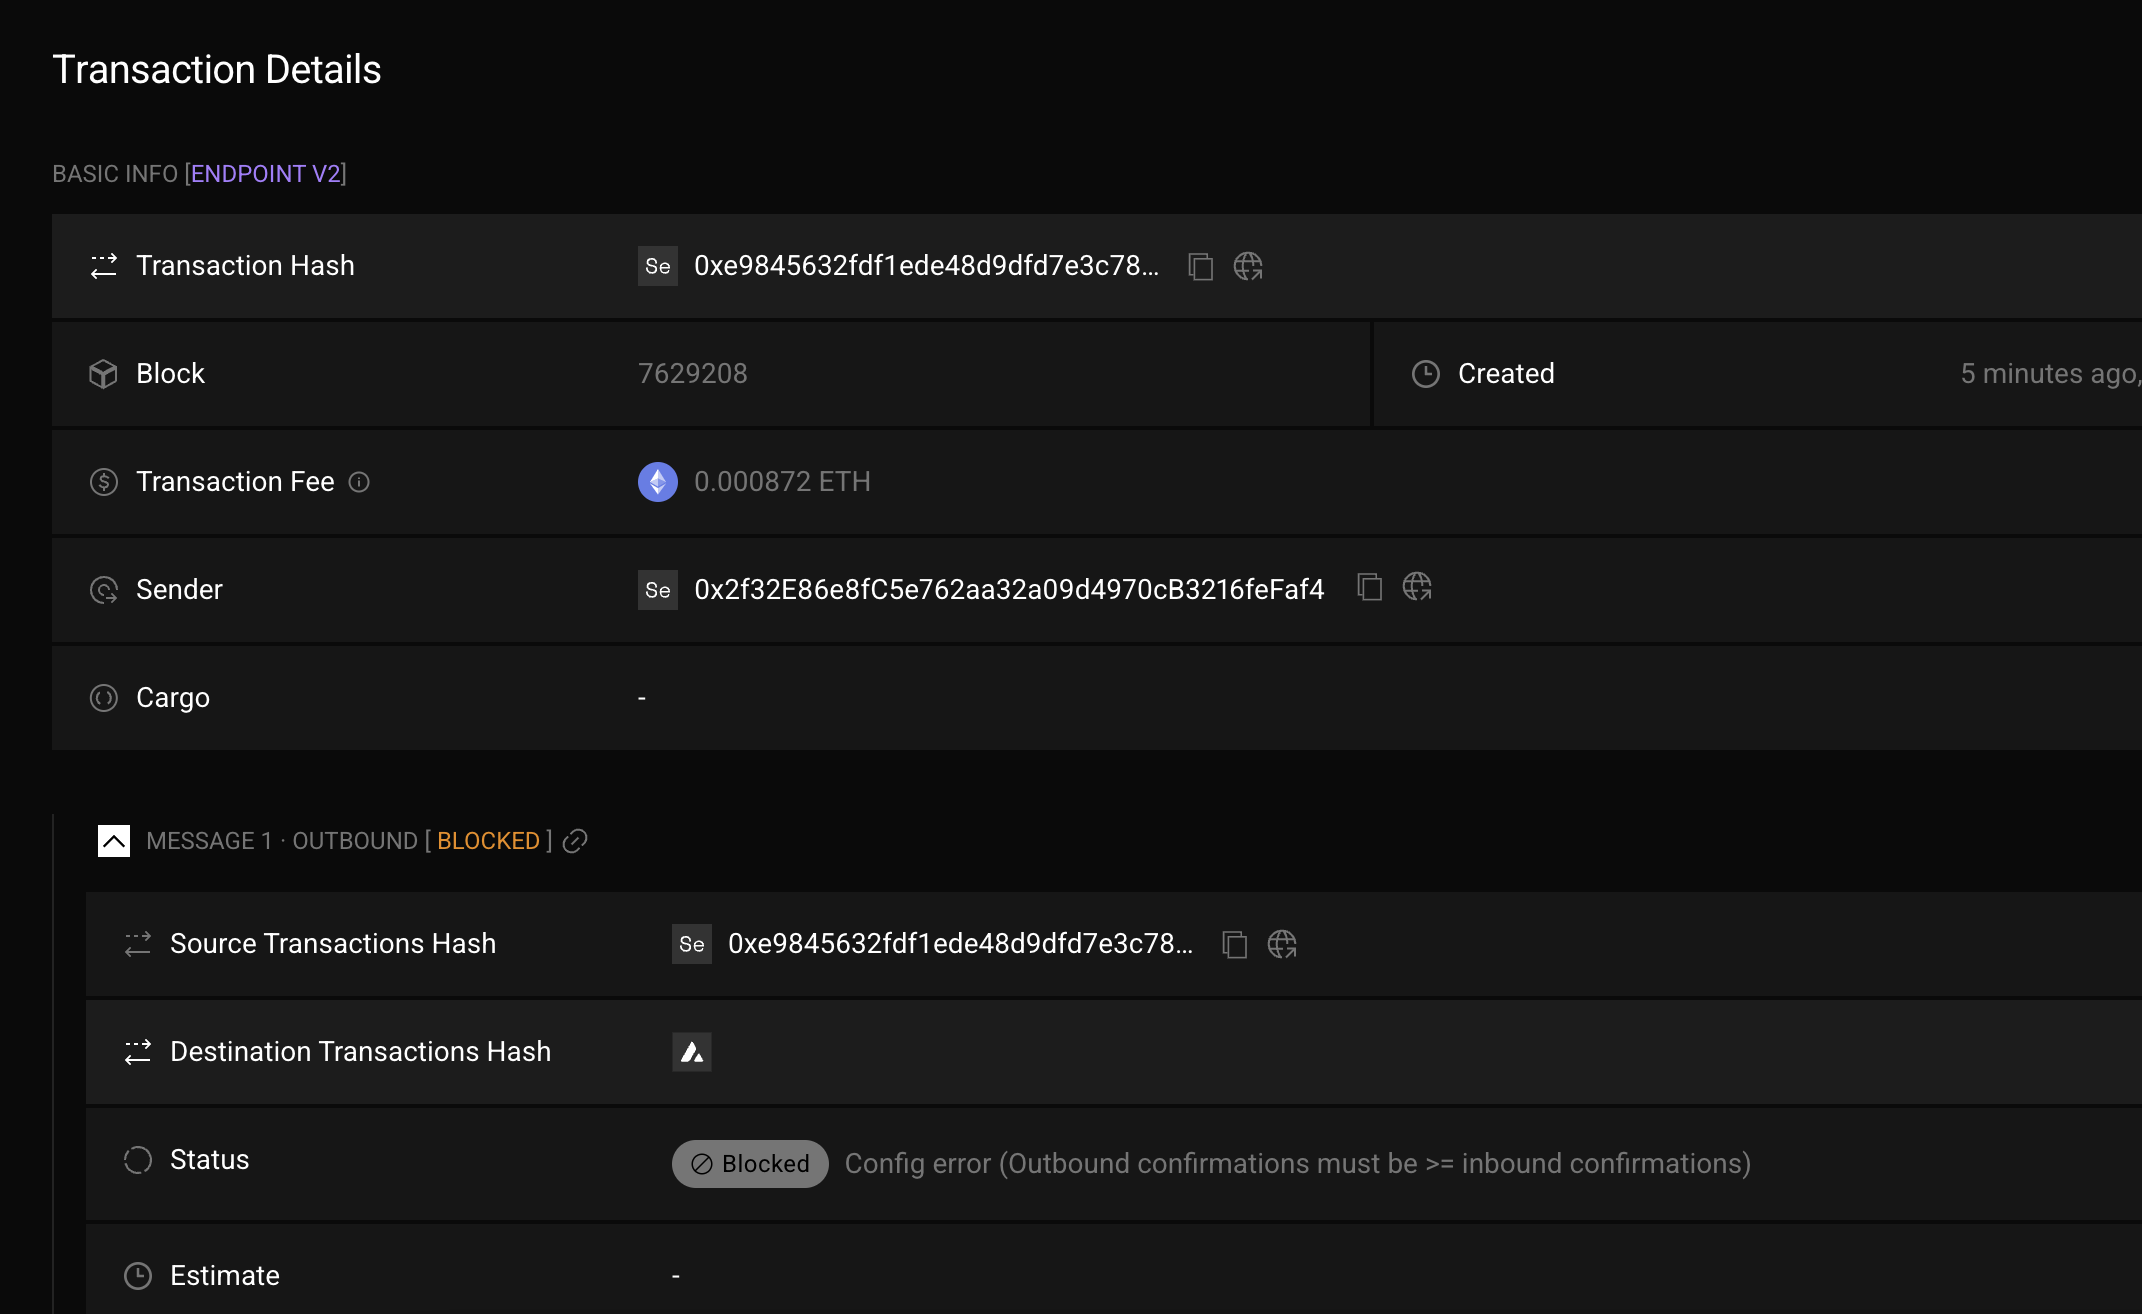 Transaction Details
BASIC INFO [ENDPOINT V2]
Transaction Hash
Se 0xe9845632fdf1ede48d9dfd7e3c78...
Block
7629208
Created
5 minutes ago,
Transaction Fee
0.000872 ETH
Sender
Se 0x2f32E86e8fC5e762aa32a09d4970cB3216feFaf4
Cargo
-
MESSAGE 1 · OUTBOUND [ BLOCKED ]
Source Transactions Hash
Se 0xe9845632fdf1ede48d9dfd7e3c78...
Destination Transactions Hash
Status
Blocked Config error (Outbound confirmations must be >= inbound confirmations)
Estimate
-